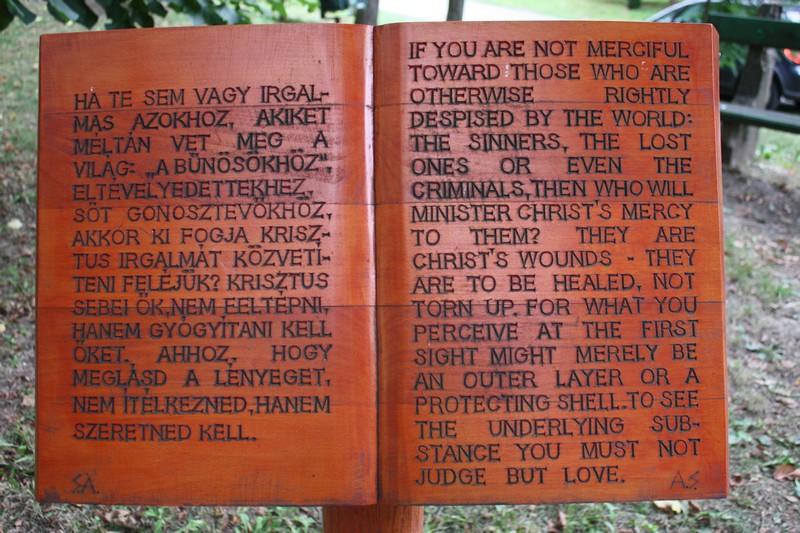 HA TE SEM VAGY IRGAL-
MAS AZOKHOZ, AKIKET
MÉLTÁN VET MEG A
VILÁG: „A BŰNÖSÖKHÖZ",
ELTÉVELYEDETTEKHEZ,
SŐT GONOSZTEVŐKHÖZ,
AKKOR KI FOGJA KRISZ-
TUS IRGALMÁT KÖZVETI-
TENI FELÉJÜK? KRISZTUS
SEBEI ŐK, NEM FELTÉPNI,
HANEM GYÓGYÍTANI KELL
ŐKET. AHHOZ, HOGY
MEGLÁSD A LÉNYEGET,
NEM ÍTÉLKEZNED, HANEM
SZERETNED KELL.
S.A.
IF YOU ARE NOT MERCIFUL
TOWARD THOSE WHO ARE
OTHERWISE RIGHTLY
DESPISED BY THE WORLD:
THE SINNERS, THE LOST
ONES OR EVEN THE
CRIMINALS, THEN WHO WILL
MINISTER CHRIST'S MERCY
TO THEM? THEY ARE
CHRIST'S WOUNDS - THEY
ARE TO BE HEALED, NOT
TORN UP. FOR WHAT YOU
PERCEIVE AT THE FIRST
SIGHT MIGHT MERELY BE
AN OUTER LAYER OR A
PROTECTING SHELL. TO SEE
THE UNDERLYING SUB-
STANCE YOU MUST NOT
JUDGE BUT LOVE.
A.S.